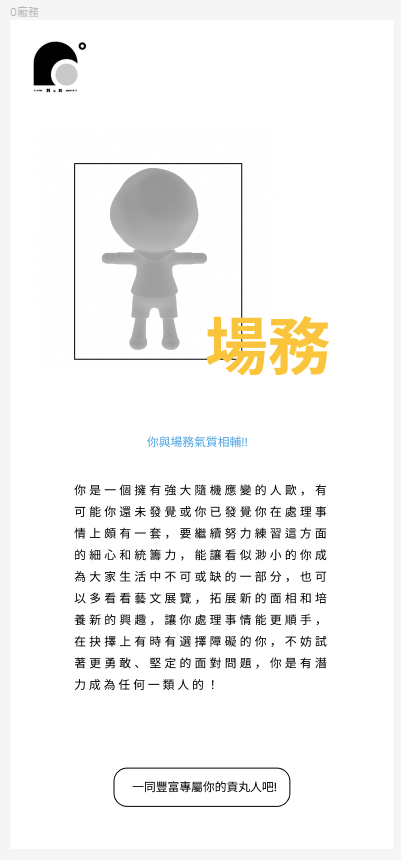 0廠務
場務
你與場務氣質相輔!!
你是一個擁有強大隨機應變的人歐，有
可能你還未發覺或你已發覺你在處理事
情上頗有一套，要繼續努力練習這方面
的細心和統籌力，能讓看似渺小的你成
為大家生活中不可或缺的一部分，也可
以多看看藝文展覽，拓展新的面相和培
養新的興趣，讓你處理事情能更順手，
在抉擇上有時有選擇障礙的你，不妨試
著更勇敢、堅定的面對問題，你是有潛
力成為任何一類人的！
一同豐富專屬你的貢丸人吧!